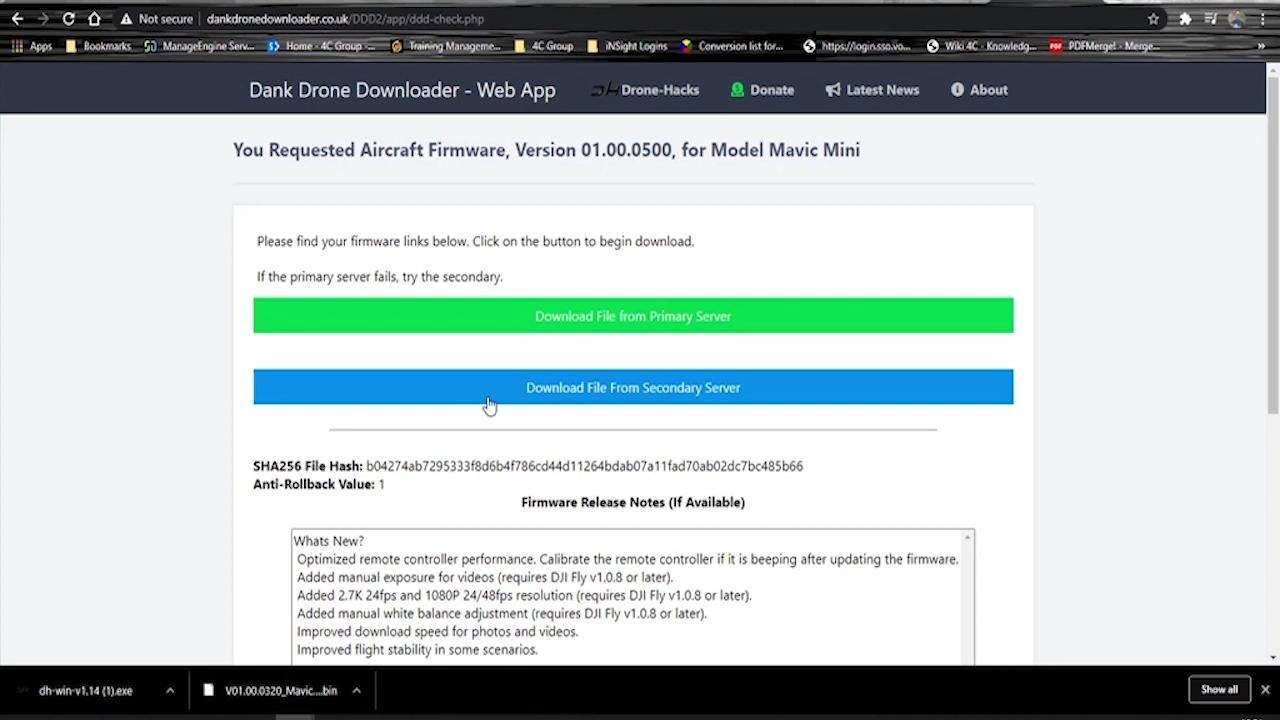 Not secure
dankdronedownloader.co.uk/DDD2/app/ddd-check.php
Apps
Bookmarks
ManageEngine Serv...
Home - 4C Group -...
Training Manageme...
4C Group
iNSight Logins
Conversion list for...
https://login.sso.vo...
Wiki 4C - Knowledg...
PDF
PDFMerge! - Merge...
»
Dank Drone Downloader - Web App
Drone-Hacks
Donate
Latest News
About
You Requested Aircraft Firmware, Version 01.00.0500, for Model Mavic Mini
Please find your firmware links below. Click on the button to begin download.
If the primary server fails, try the secondary.
Download File from Primary Server
Download File From Secondary Server
SHA256 File Hash: b04274ab7295333f8d6b4f786cd44d11264bdab07a11fad70ab02dc7bc485b66
Anti-Rollback Value: 1
Firmware Release Notes (If Available)
Whats New?
Optimized remote controller performance. Calibrate the remote controller if it is beeping after updating the firmware.
Added manual exposure for videos (requires DJI Fly v1.0.8 or later).
Added 2.7K 24fps and 1080P 24/48fps resolution (requires DJI Fly v1.0.8 or later).
Added manual white balance adjustment (requires DJI Fly v1.0.8 or later).
Improved download speed for photos and videos.
Improved flight stability in some scenarios.
dh-win-v1.14 (1).exe
V01.00.0320_Mavic....bin
Show all